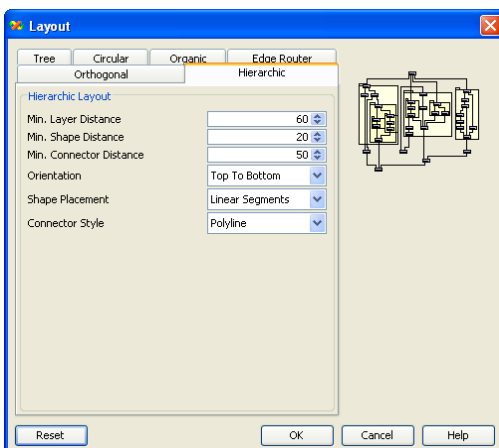 Layout
Tree Circular Organic Edge Router
Orthogonal Hierarchic
Hierarchic Layout
Min. Layer Distance 60
Min. Shape Distance 20
Min. Connector Distance 50
Orientation Top To Bottom
Shape Placement Linear Segments
Connector Style Polyline
Reset OK Cancel Help